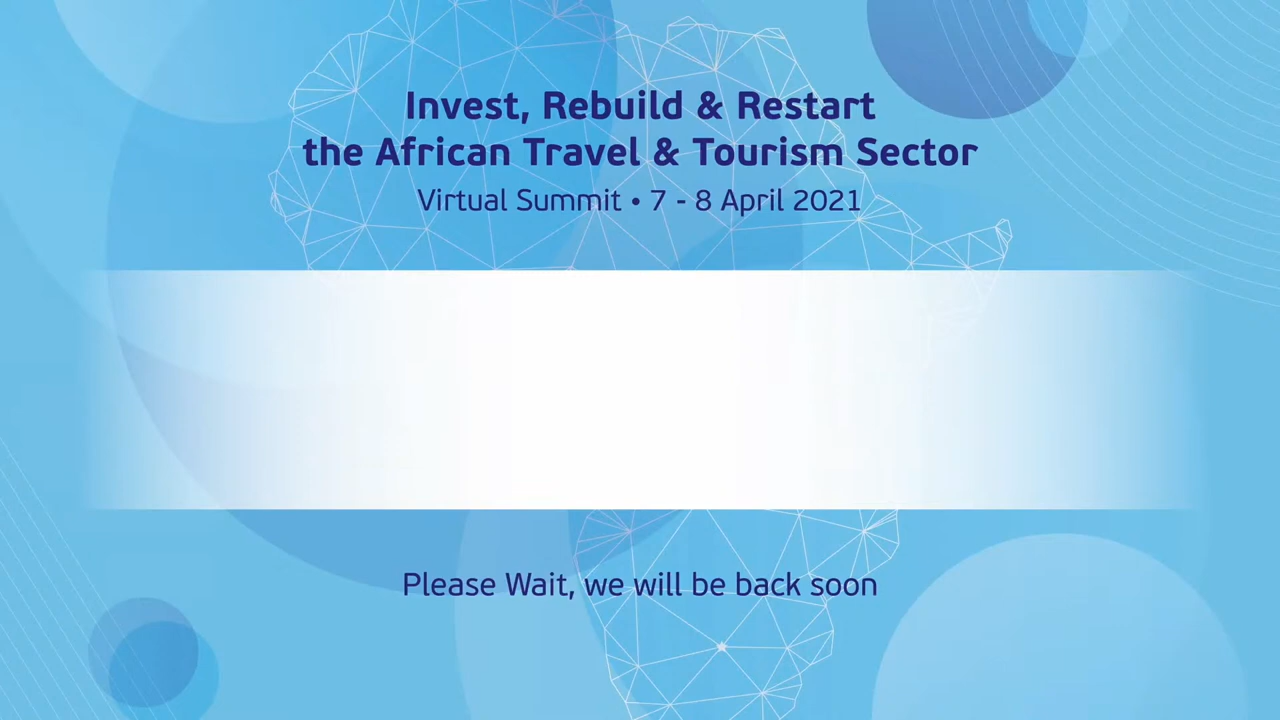 Invest, Rebuild & Restart
the African Travel & Tourism Sector
Virtual Summit • 7 - 8 April 2021
Please Wait, we will be back soon